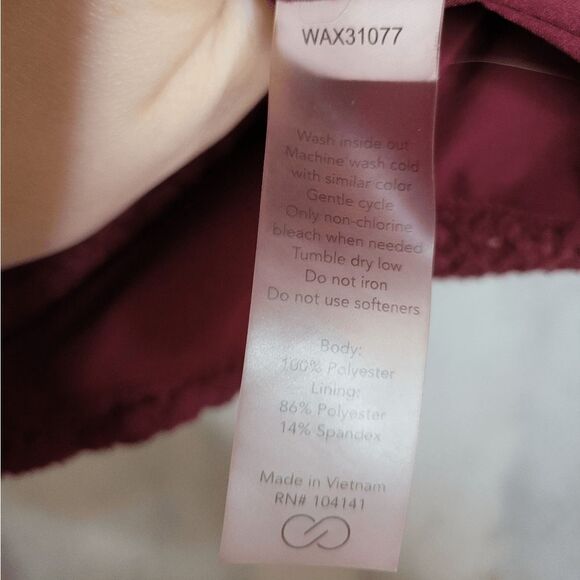 WAX31077
Wash inside out
Machine wash cold
with similar color
Gentle cycle
Only non-chlorine
bleach when needed
Tumble dry low
Do not iron
Do not use softeners
Body:
100% Polyester
Lining:
86% Polyester
14% Spandex
Made in Vietnam
RN# 104141